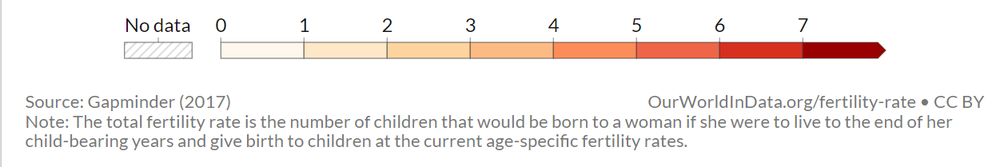 No data 0 1 2 3 4 5 6 7
Source: Gapminder (2017) OurWorldInData.org/fertility-rate • CC BY
Note: The total fertility rate is the number of children that would be born to a woman if she were to live to the end of her
child-bearing years and give birth to children at the current age-specific fertility rates.